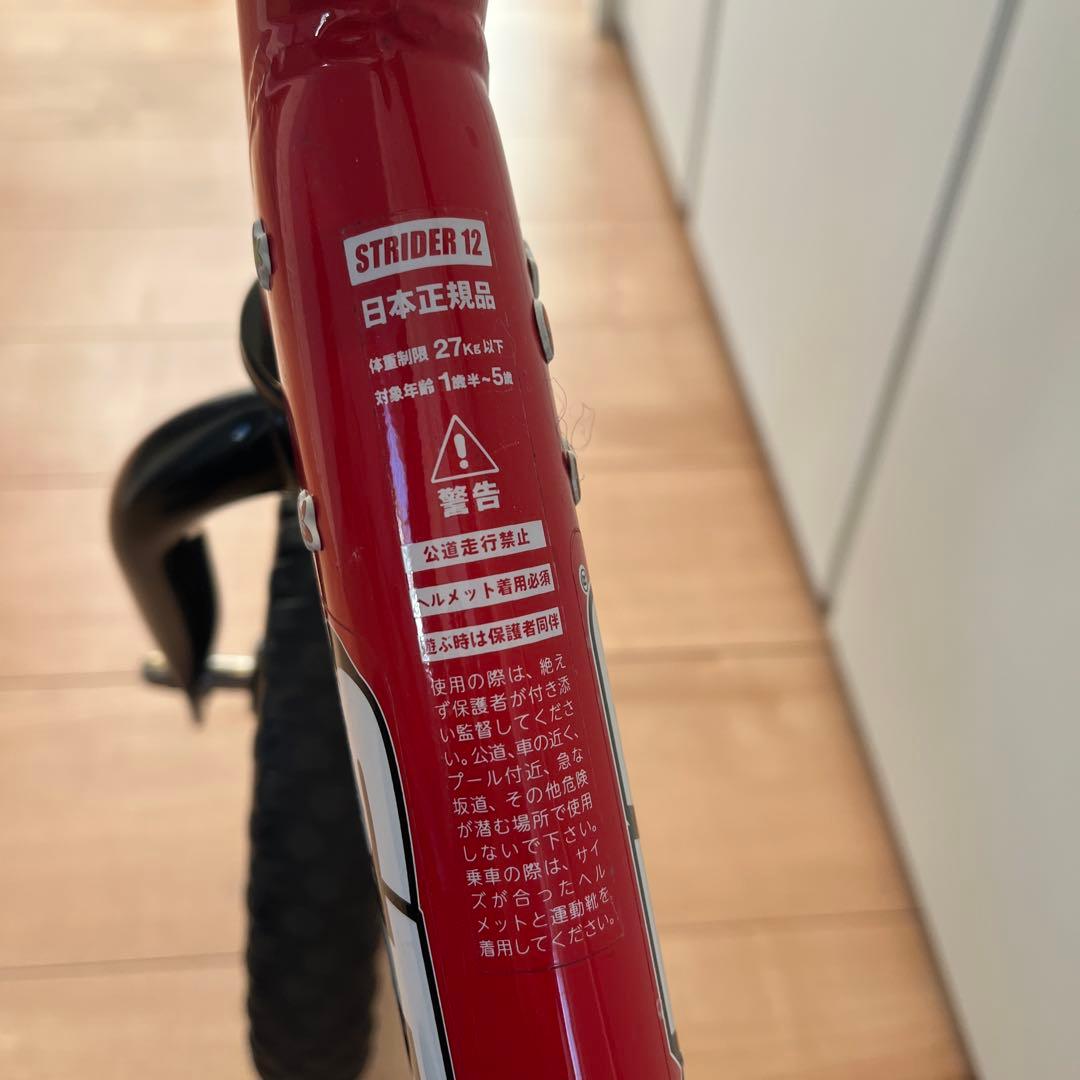 STRIDER 12
日本正規品
体重制限 27Kg以下
対象年齢 1歳半~5歳
警告
公道走行禁止
ヘルメット着用必須
遊ぶ時は保護者同伴
使用の際は、絶え
ず保護者が付き添
い監督してくださ
い。公道、車の近く、
プール付近、急な
坂道、その他危険
が潜む場所で使用
しないで下さい。
乗車の際は、サイ
ズが合ったヘル
メットと運動靴を
着用してください。